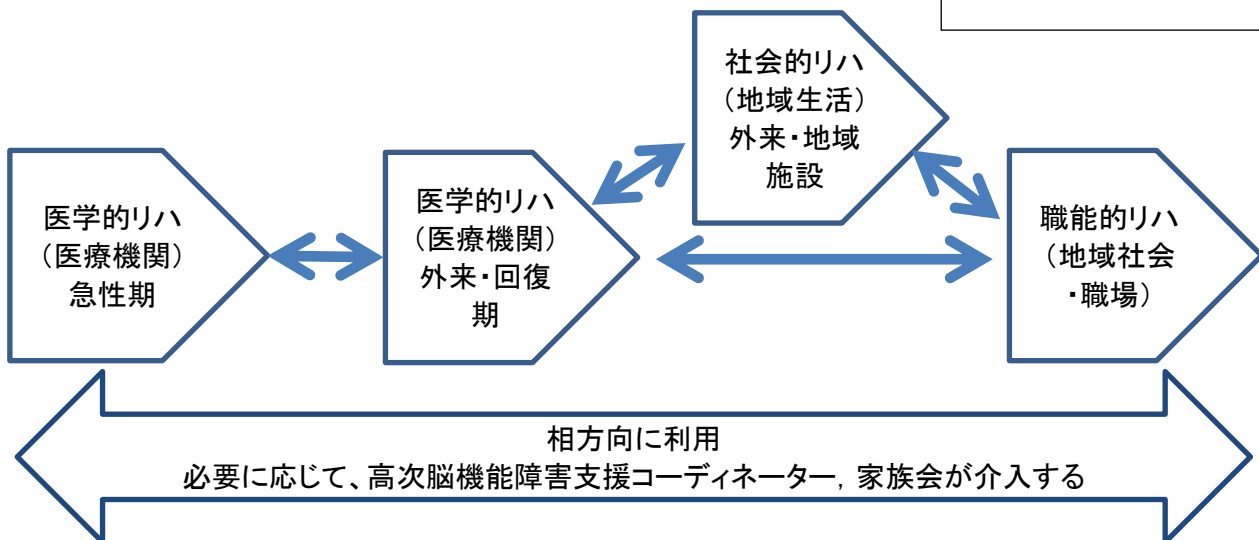 医学的リハ
（医療機関）
急性期
医学的リハ
（医療機関）
外来・回復
期
社会的リハ
（地域生活）
外来・地域
施設
職能的リハ
（地域社会
・職場）
相方向に利用
必要に応じて、高次脳機能障害支援コーディネーター，家族会が介入する